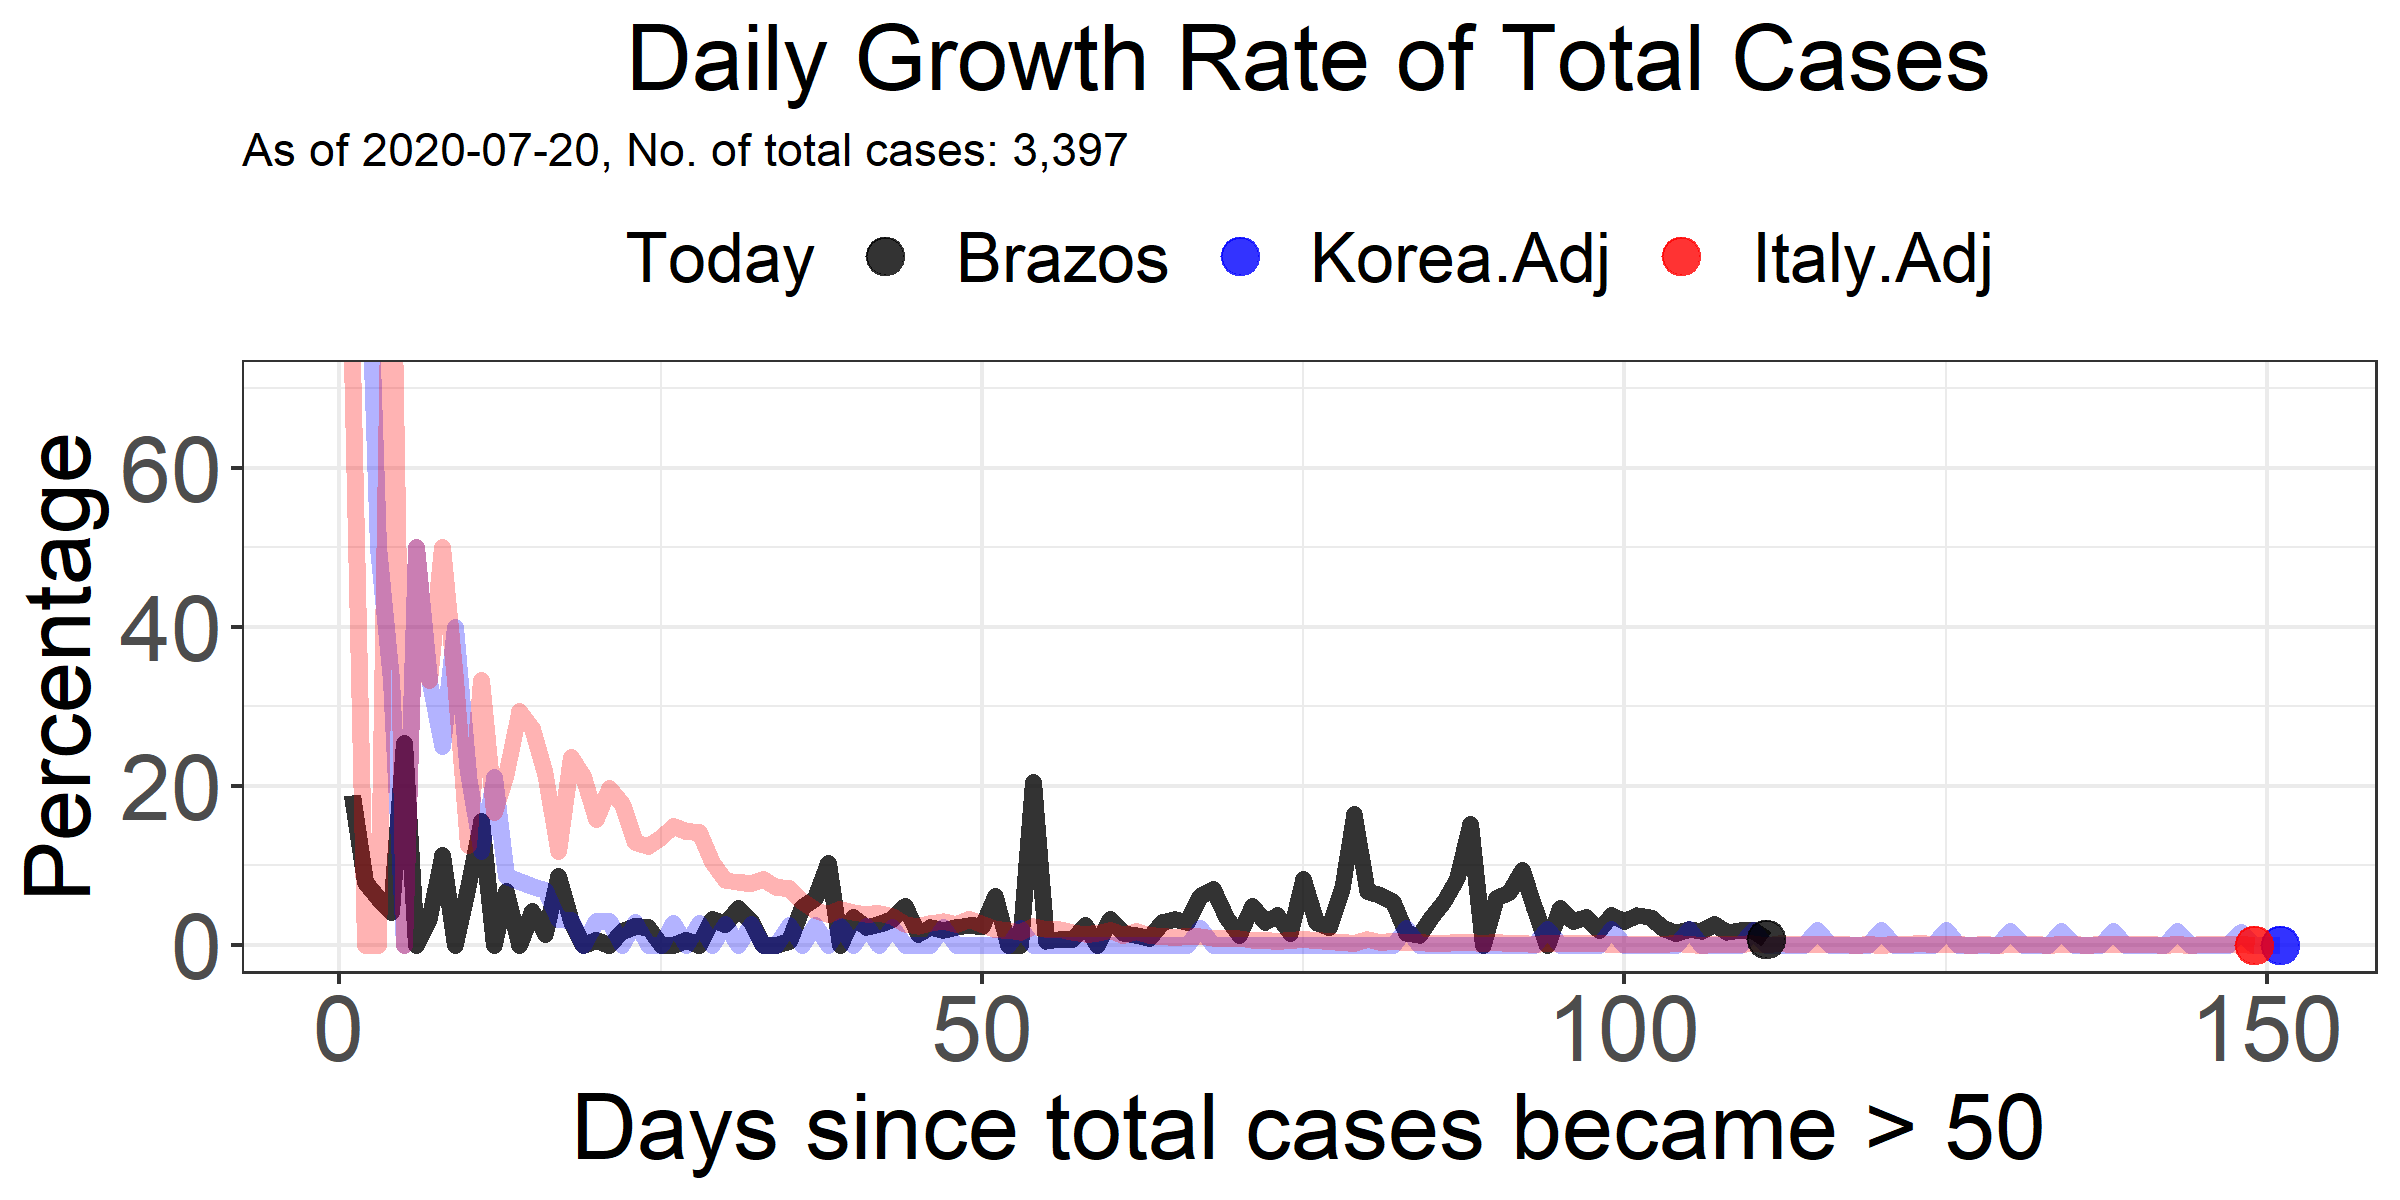 Daily Growth Rate of Total Cases
As of 2020-07-20, No. of total cases: 3,397
Today Brazos Korea.Adj Italy.Adj
Percentage
60
40
20
0
0 50 100 150
Days since total cases became > 50